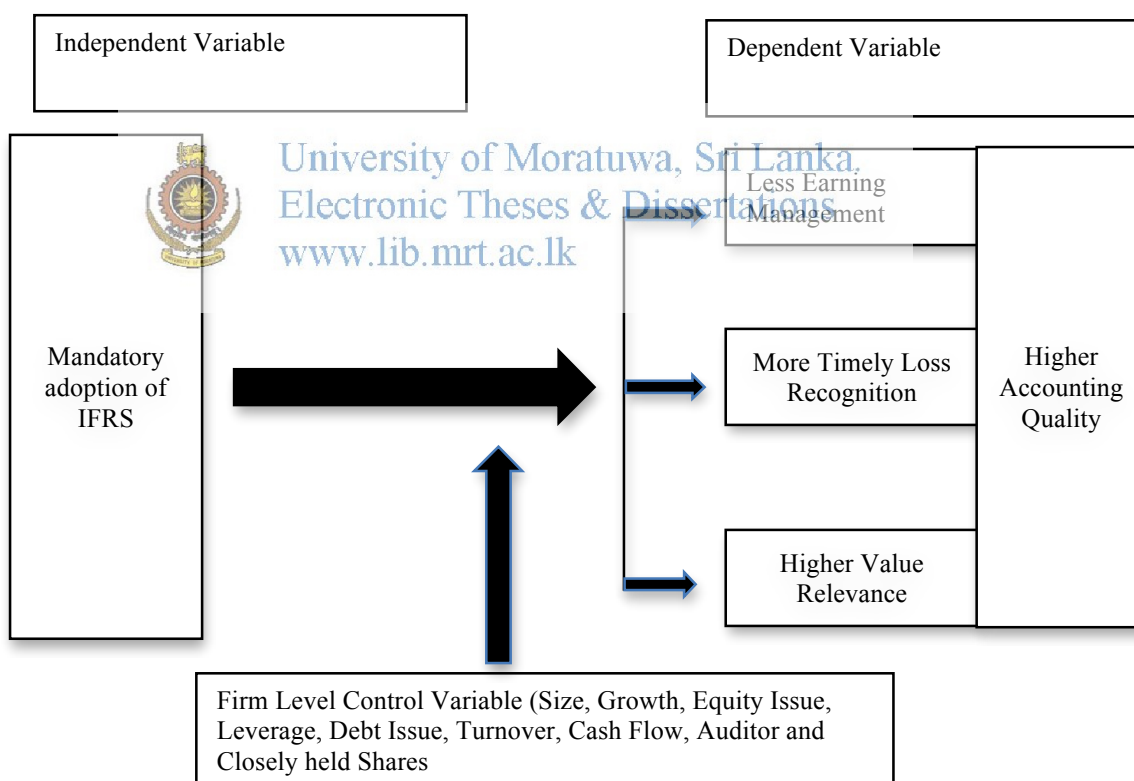 Independent Variable
Dependent Variable
University of Moratuwa, Sri Lanka.
Electronic Theses & Dissertations
www.lib.mrt.ac.lk
Less Earning
Management
Mandatory
adoption of
IFRS
More Timely Loss
Recognition
Higher
Accounting
Quality
Higher Value
Relevance
Firm Level Control Variable (Size, Growth, Equity Issue,
Leverage, Debt Issue, Turnover, Cash Flow, Auditor and
Closely held Shares